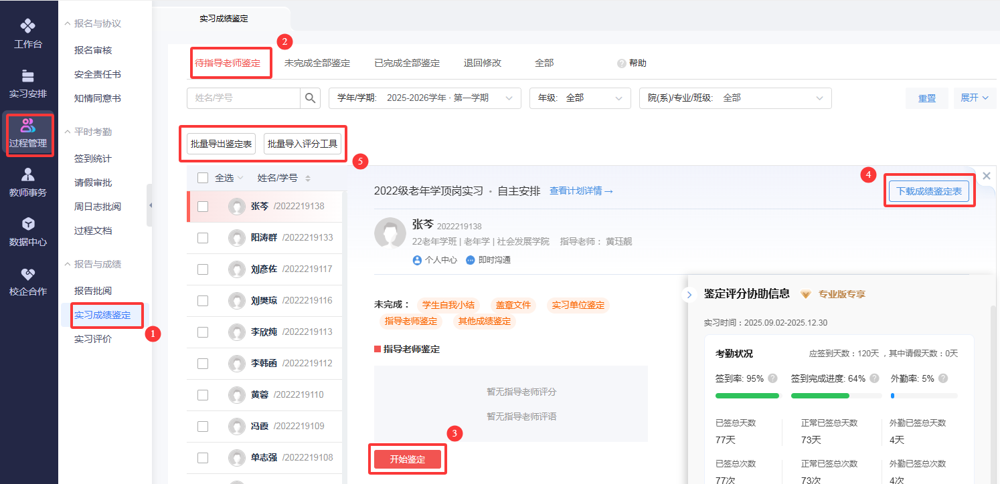 工作台
实习安排
过程管理
教师事务
数据中心
校企合作
报名与协议
报名审核
安全责任书
知情同意书
平时考勤
签到统计
请假审批
周日志批阅
过程文档
报告与成绩
报告批阅
实习成绩鉴定
1
实习评价
实习成绩鉴定
2
待指导老师鉴定 未完成全部鉴定 已完成全部鉴定 退回修改 全部 ? 帮助
姓名/学号 学年/学期: 2025-2026学年 · 第一学期 年级: 全部 院(系)/专业/班级: 全部 重置 展开
批量导出鉴定表 批量导入评分工具
5
全选 姓名/学号
张芩 /2022219138
阳涛群 /2022219133
刘彦佐 /2022219117
刘樊琼 /2022219116
李欣纯 /2022219113
李韩函 /2022219112
黄蓉 /2022219110
冯霞 /2022219109
单志强 /2022219108
4
2022级老年学顶岗实习 · 自主安排 查看计划详情→ 下载成绩鉴定表
张芩 2022219138
22老年学班 | 老年学 | 社会发展学院 指导老师： 黄珏靓
个人中心 即时沟通
未完成： 学生自我小结 盖章文件 实习单位鉴定
指导老师鉴定 其他成绩鉴定
指导老师鉴定
暂无指导老师评分
暂无指导老师评语
3
开始鉴定
鉴定评分协助信息 专业版专享
实习时间：2025.09.02-2025.12.30
考勤状况 应签到天数：120天 ，其中请假天数：0天
签到率: 95% ? 签到完成进度: 64% ? 外勤率: 5% ?
已签总天数 正常已签总天数 外勤已签总天数
77天 73天 4天
已签总次数 正常已签总次数 外勤已签总次数
77次 73次 4次